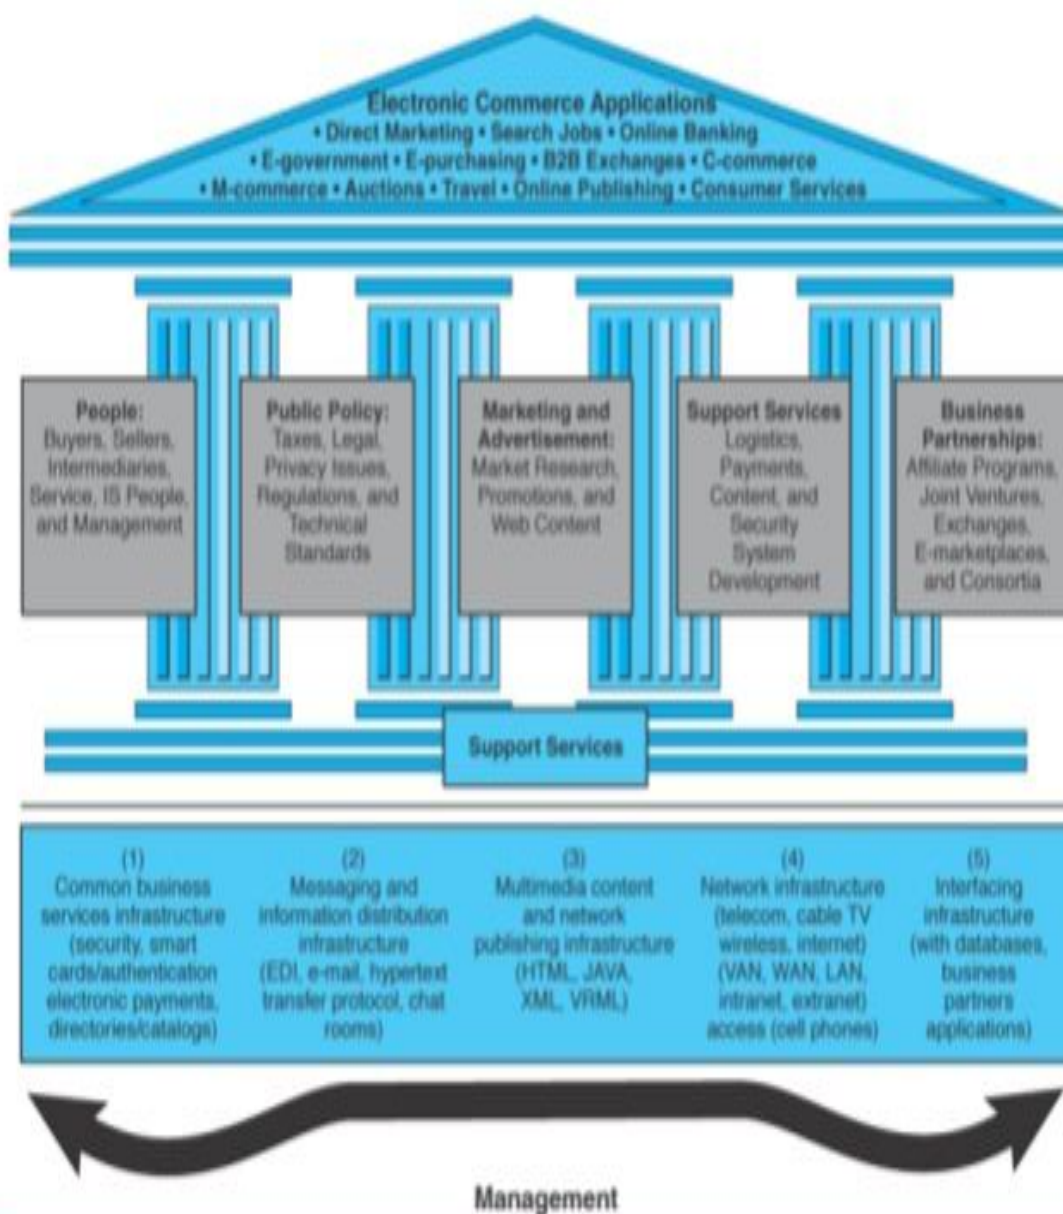 Electronic Commerce Applications
• Direct Marketing • Search Jobs • Online Banking
• E-government • E-purchasing • B2B Exchanges • C-commerce
• M-commerce • Auctions • Travel • Online Publishing • Consumer Services
People:
Buyers, Sellers,
Intermediaries,
Service, IS People,
and Management
Public Policy:
Taxes, Legal,
Privacy Issues,
Regulations, and
Technical
Standards
Marketing and
Advertisement:
Market Research,
Promotions, and
Web Content
Support Services
Logistics,
Payments,
Content, and
Security
System
Development
Business
Partnerships:
Affiliate Programs,
Joint Ventures,
Exchanges,
E-marketplaces,
and Consortia
Support Services
(1)
Common business
services infrastructure
(security, smart
cards/authentication
electronic payments,
directories/catalogs)
(2)
Messaging and
information distribution
infrastructure
(EDI, e-mail, hypertext
transfer protocol, chat
rooms)
(3)
Multimedia content
and network
publishing infrastructure
(HTML, JAVA,
XML, VRML)
(4)
Network infrastructure
(telecom, cable TV
wireless, internet)
(VAN, WAN, LAN,
intranet, extranet)
access (cell phones)
(5)
Interfacing
infrastructure
(with databases,
business
partners
applications)
Management